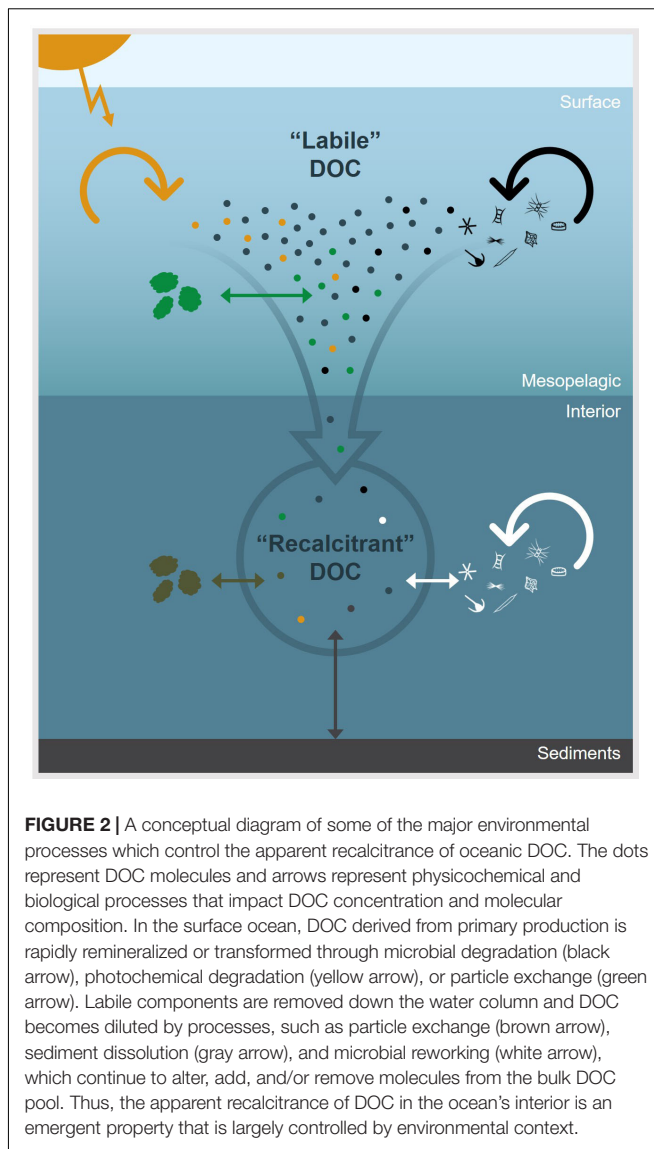 Surface
“Labile”
DOC
Mesopelagic
Interior
“Recalcitrant”
DOC
Sediments
FIGURE 2 | A conceptual diagram of some of the major environmental
processes which control the apparent recalcitrance of oceanic DOC. The dots
represent DOC molecules and arrows represent physicochemical and
biological processes that impact DOC concentration and molecular
composition. In the surface ocean, DOC derived from primary production is
rapidly remineralized or transformed through microbial degradation (black
arrow), photochemical degradation (yellow arrow), or particle exchange (green
arrow). Labile components are removed down the water column and DOC
becomes diluted by processes, such as particle exchange (brown arrow),
sediment dissolution (gray arrow), and microbial reworking (white arrow),
which continue to alter, add, and/or remove molecules from the bulk DOC
pool. Thus, the apparent recalcitrance of DOC in the ocean’s interior is an
emergent property that is largely controlled by environmental context.